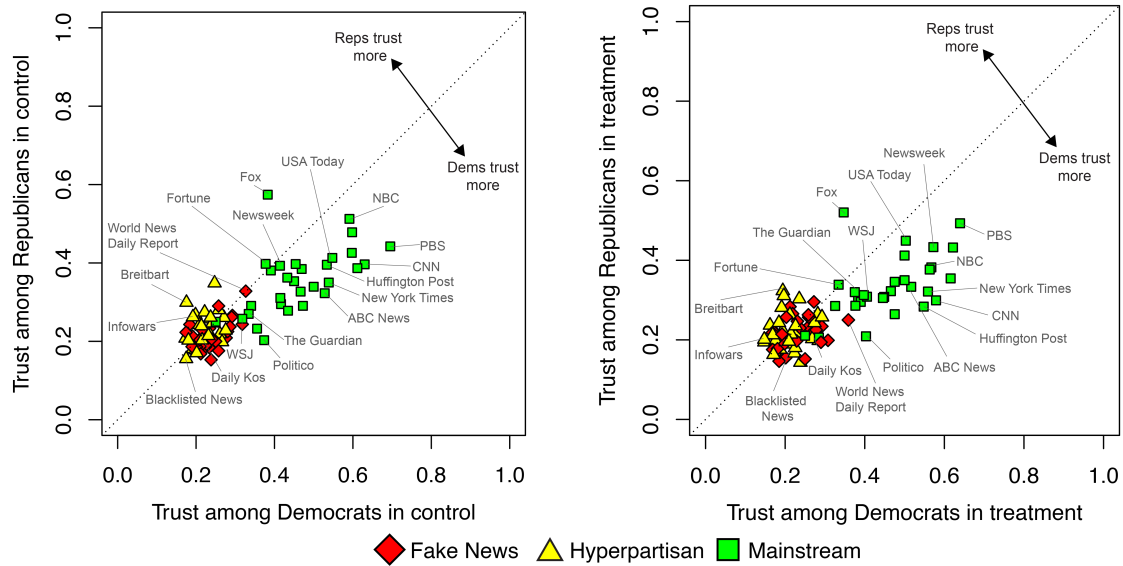 Trust among Republicans in control
0.0
0.2
0.4
0.6
0.8
1.0
Reps trust
more
Dems trust
more
USA Today
Fox
Fortune
NBC
Newsweek
World News
Daily Report
PBS
Breitbart
CNN
Huffington Post
New York Times
ABC News
Infowars
The Guardian
WSJ
Politico
Daily Kos
Blacklisted News
0.0
0.2
0.4
0.6
0.8
1.0
Trust among Democrats in control
Trust among Republicans in treatment
0.0
0.2
0.4
0.6
0.8
1.0
Reps trust
more
Dems trust
more
Newsweek
USA Today
Fox
The Guardian
WSJ
PBS
NBC
Fortune
New York Times
Breitbart
CNN
Huffington Post
Infowars
Daily Kos
Politico
ABC News
World News
Daily Report
Blacklisted
News
0.0
0.2
0.4
0.6
0.8
1.0
Trust among Democrats in treatment
Fake News
Hyperpartisan
Mainstream